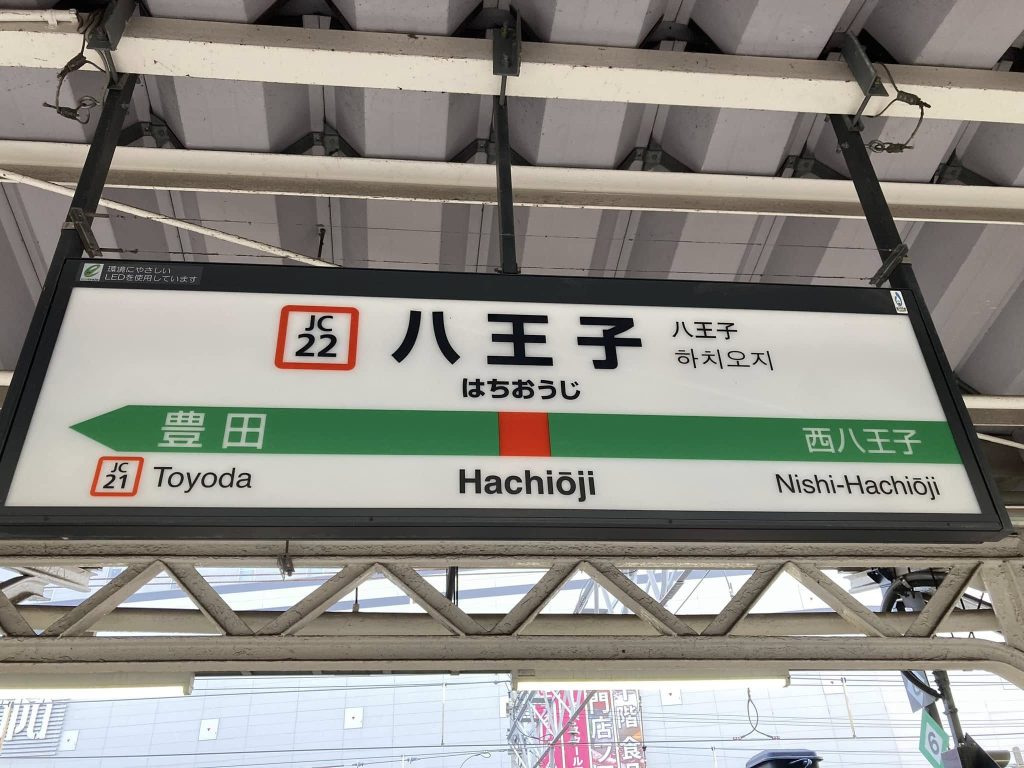 環境にやさしい
LEDを使用しています
JC
22
八王子
八王子
하치오지
はちおうじ
豊田
西八王子
JC
21
Toyoda
Hachiōji
Nishi-Hachiōji
6